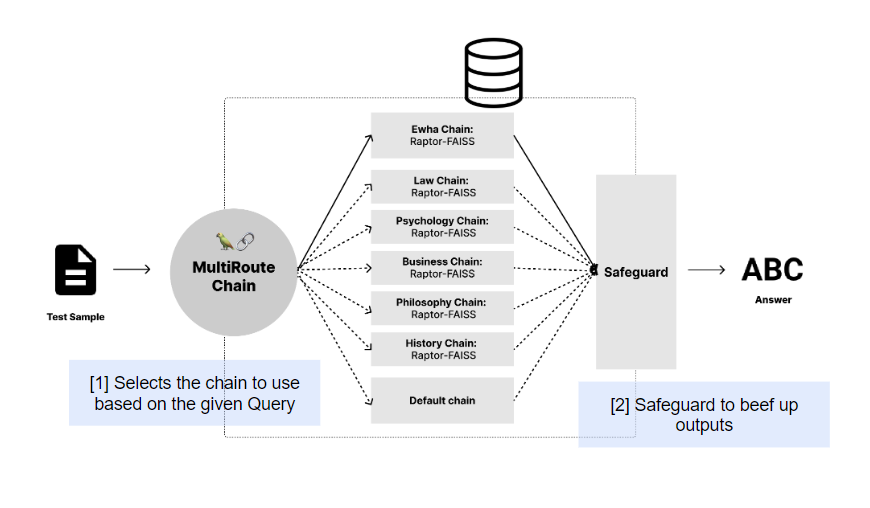 Ewha Chain:
Raptor-FAISS
Law Chain:
Raptor-FAISS
Psychology Chain:
Raptor-FAISS
Business Chain:
Raptor-FAISS
Philosophy Chain:
Raptor-FAISS
History Chain:
Raptor-FAISS
Default chain
MultiRoute
Chain
Test Sample
Safeguard
ABC
Answer
[1] Selects the chain to use
based on the given Query
[2] Safeguard to beef up
outputs